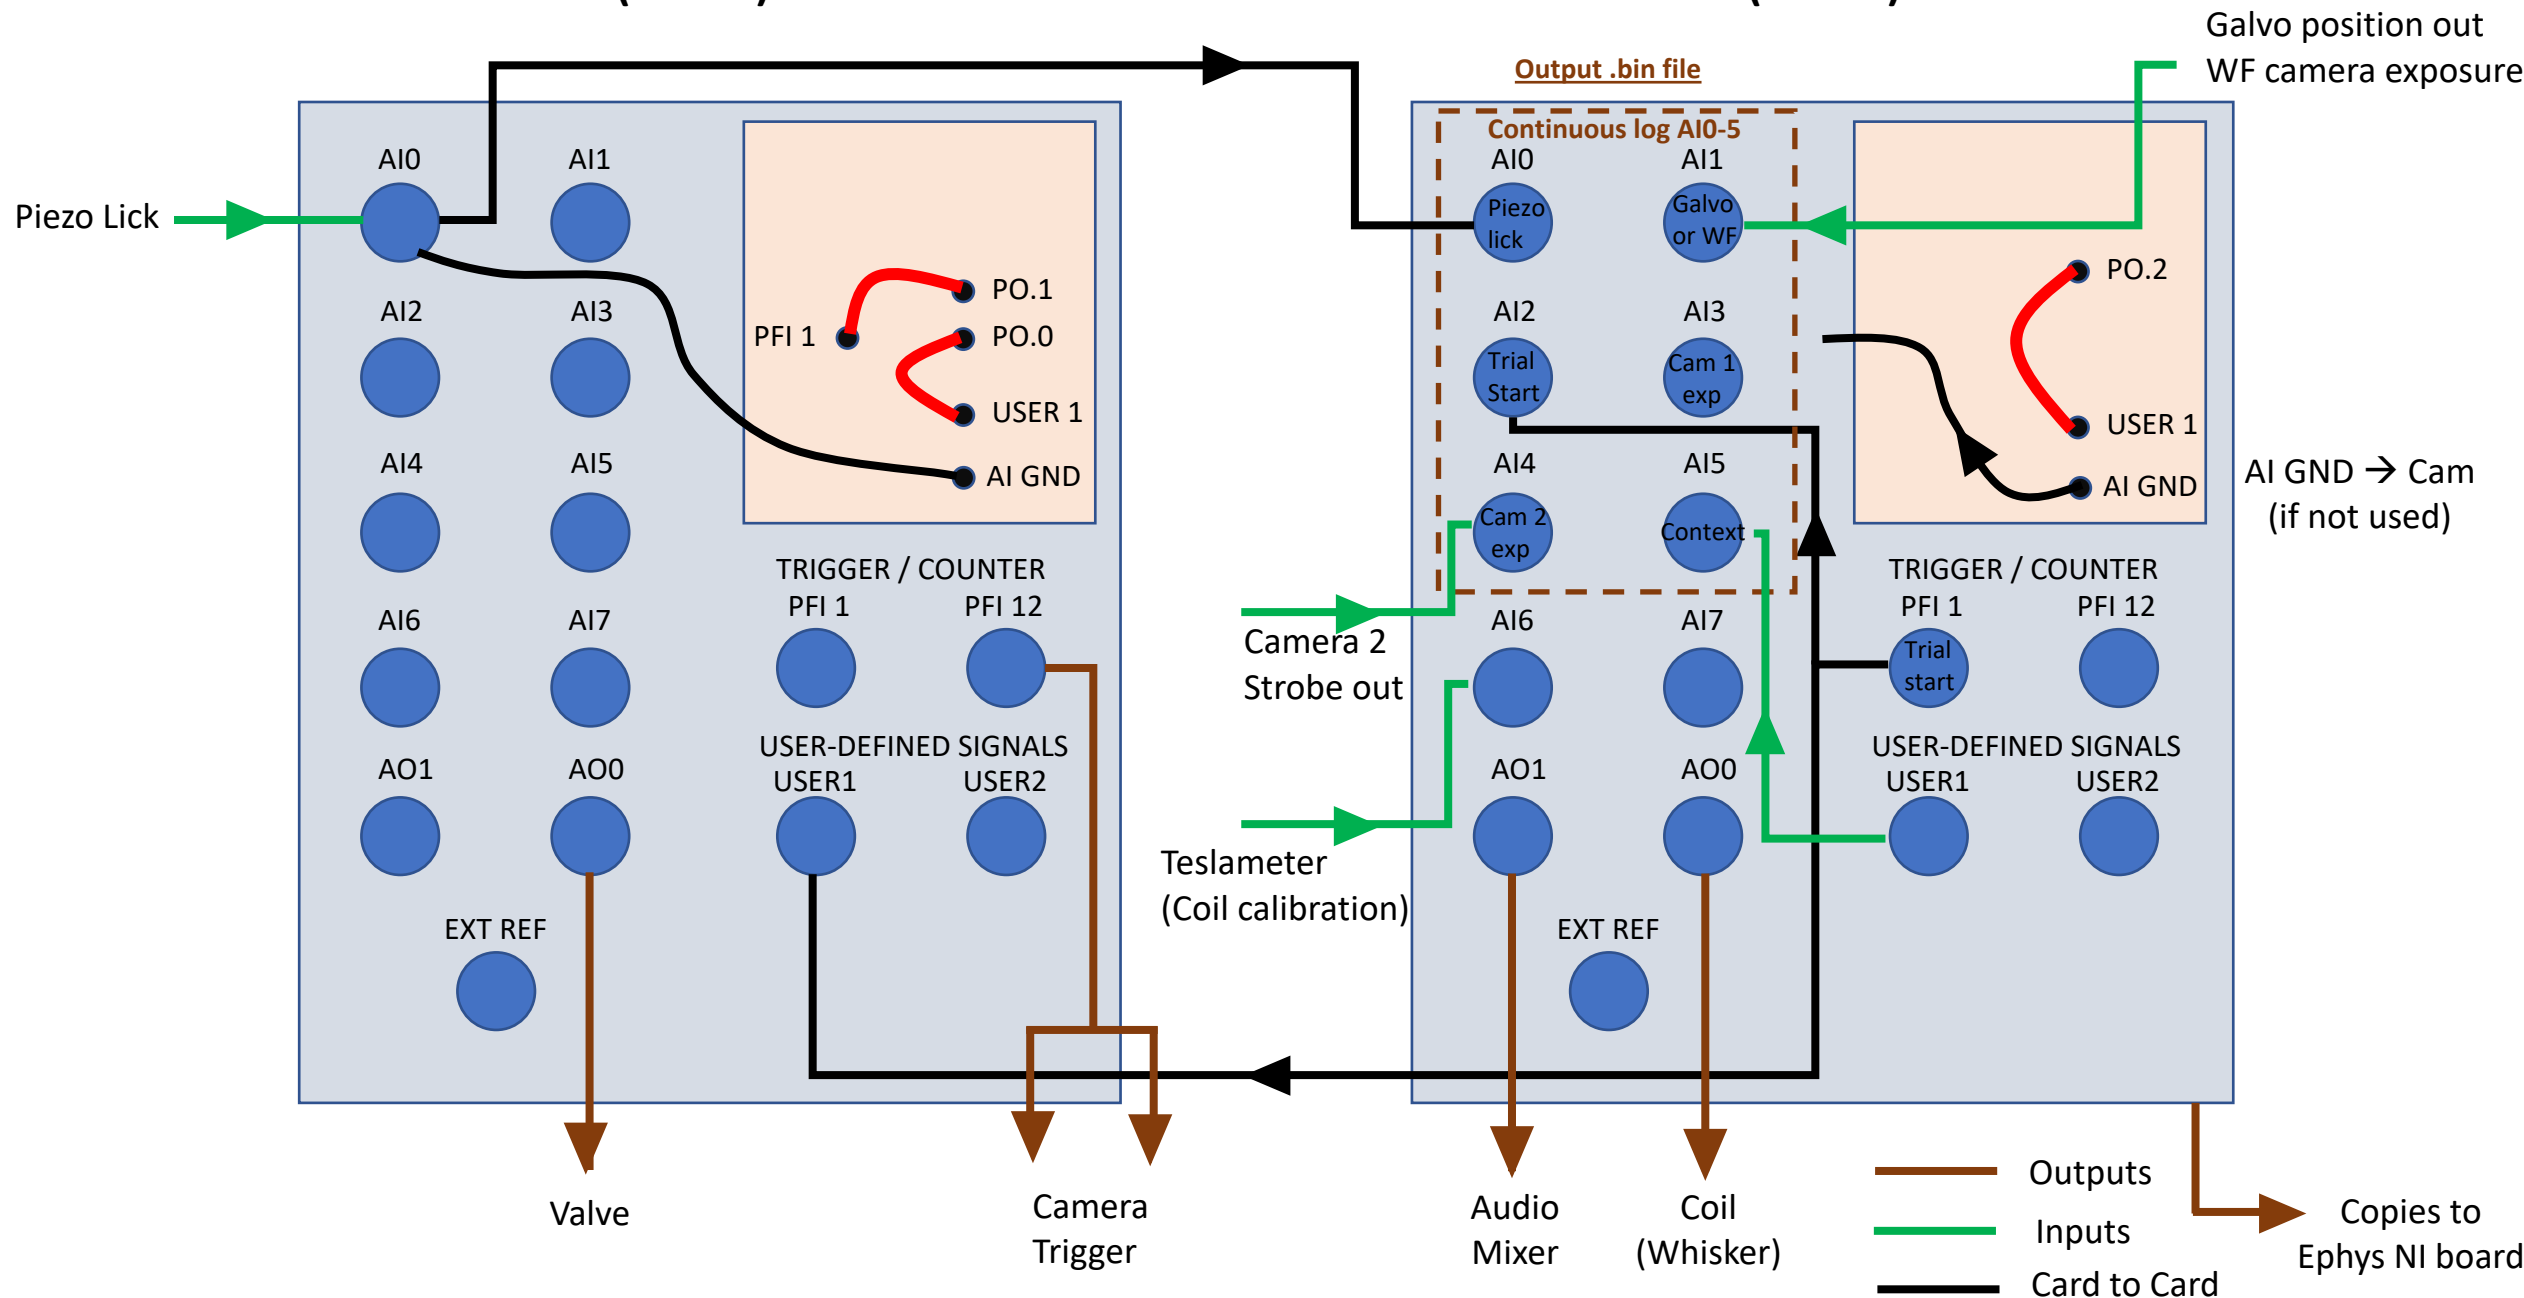 Galvo position out
WF camera exposure
Output .bin file
Continuous log AI0-5
Piezo Lick
AI0
AI1
AI2
AI3
AI4
AI5
AI6
AI7
AO1
AO0
EXT REF
PO.1
PFI 1
PO.0
USER 1
AI GND
TRIGGER / COUNTER
PFI 1
PFI 12
USER-DEFINED SIGNALS
USER1
USER2
Valve
Camera
Trigger
AI0
Piezo
lick
AI1
Galvo
or WF
AI2
Trial
Start
AI3
Cam 1
exp
AI4
Cam 2
exp
AI5
Context
Camera 2
Strobe out
AI6
AI7
Teslameter
(Coil calibration)
AO1
AO0
EXT REF
PO.2
USER 1
AI GND
AI GND → Cam
(if not used)
TRIGGER / COUNTER
PFI 1
Trial
start
PFI 12
USER-DEFINED SIGNALS
USER1
USER2
Audio
Mixer
Coil
(Whisker)
Outputs
Inputs
Card to Card
Copies to
Ephys NI board